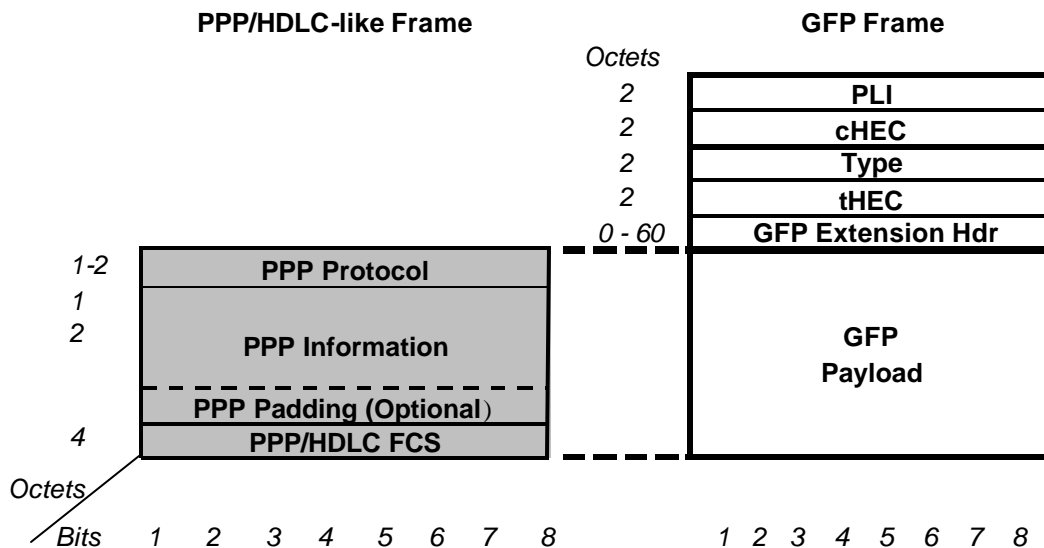 PPP/HDLC-like Frame GFP Frame
Octets
2 PLI
2 cHEC
2 Type
2 tHEC
0 - 60 GFP Extension Hdr
1-2 PPP Protocol
1
2
PPP Information
GFP
Payload
PPP Padding (Optional)
4 PPP/HDLC FCS
Octets
Bits 1 2 3 4 5 6 7 8 1 2 3 4 5 6 7 8